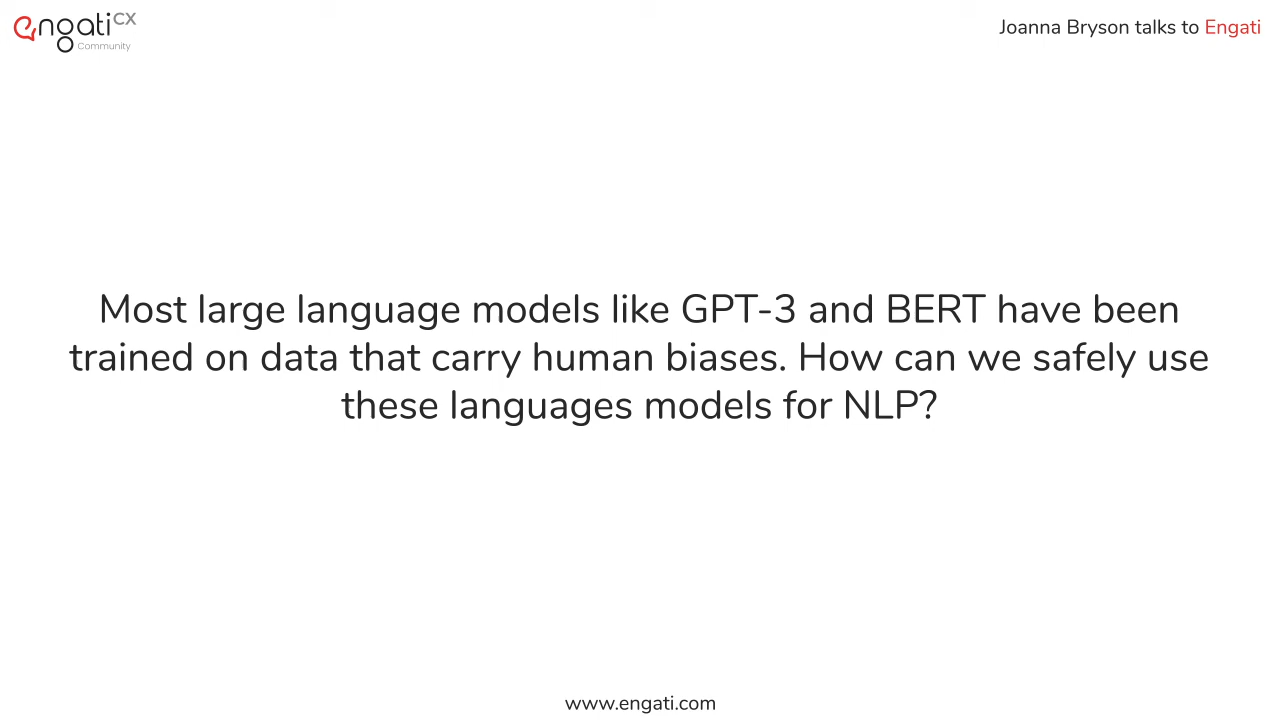 engati CX
Community
Joanna Bryson talks to Engati
Most large language models like GPT-3 and BERT have been
trained on data that carry human biases. How can we safely use
these languages models for NLP?
www.engati.com